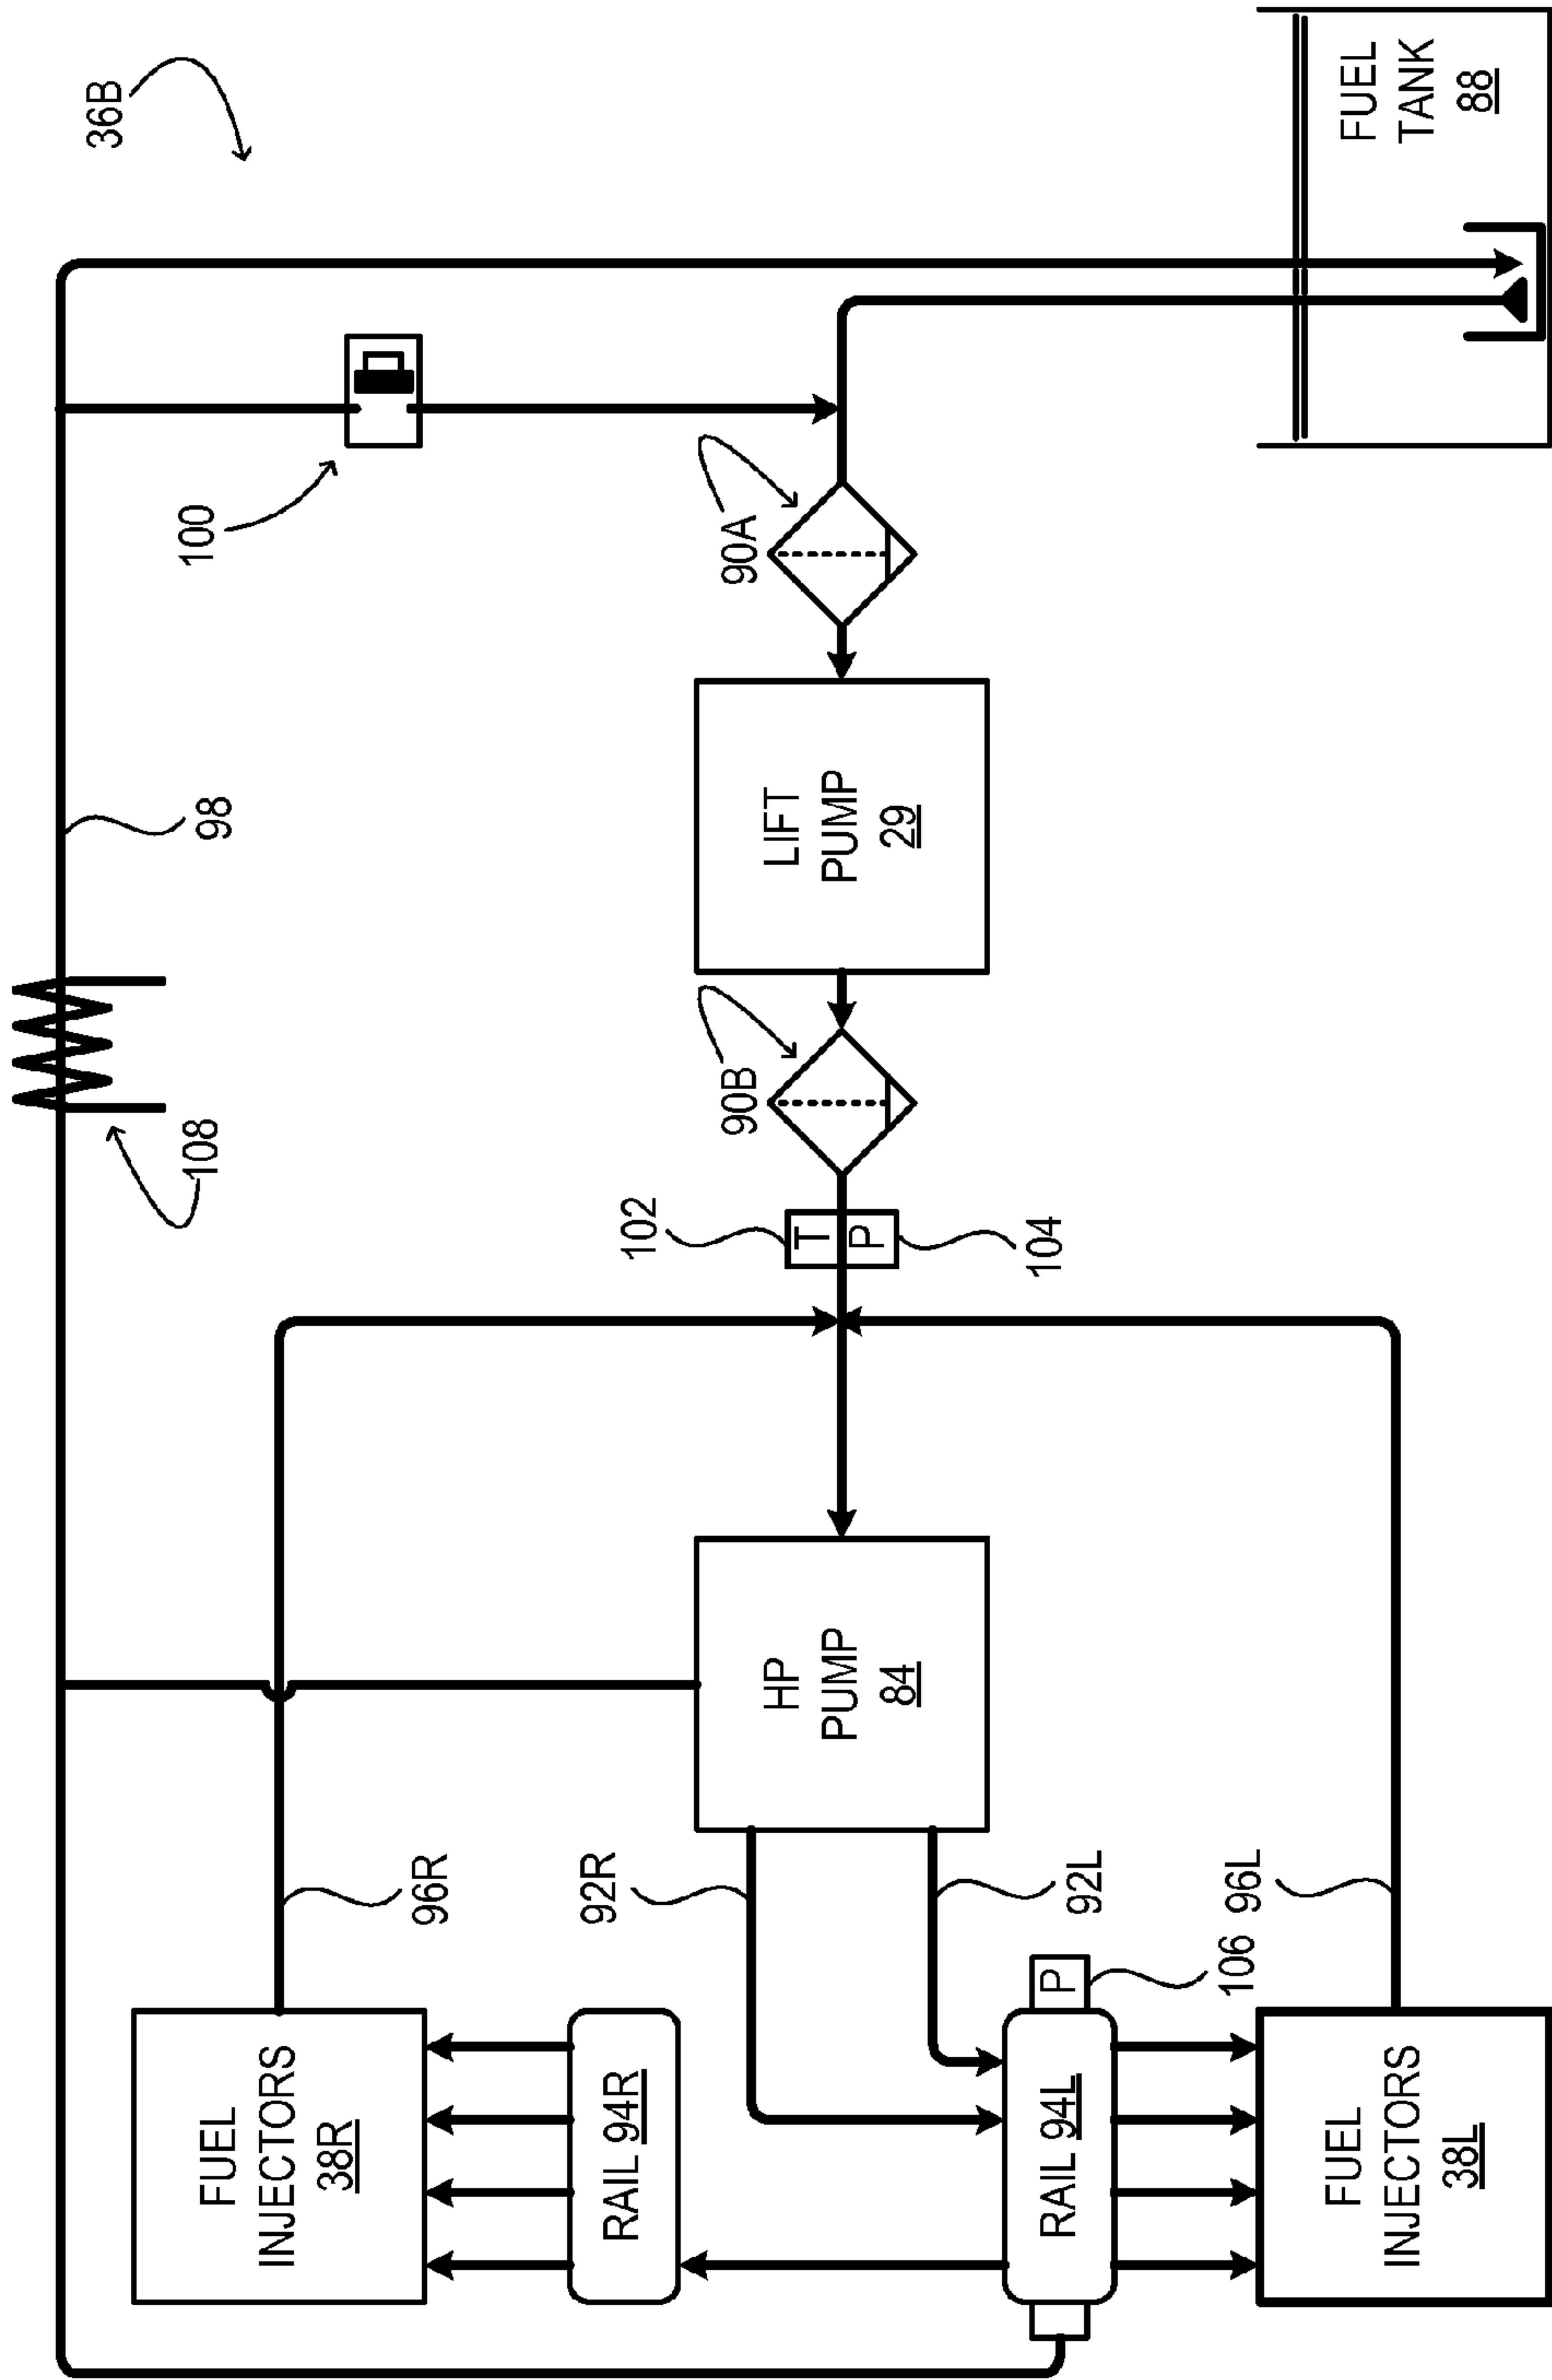 36B
98
108
100
FUEL
INJECTORS
38R
96R
RAIL 94R
92R
HP
PUMP
84
102
T
P
104
90B
LIFT
PUMP
29
90A
92L
RAIL 94L
P
106
96L
FUEL
INJECTORS
38L
FUEL
TANK
88